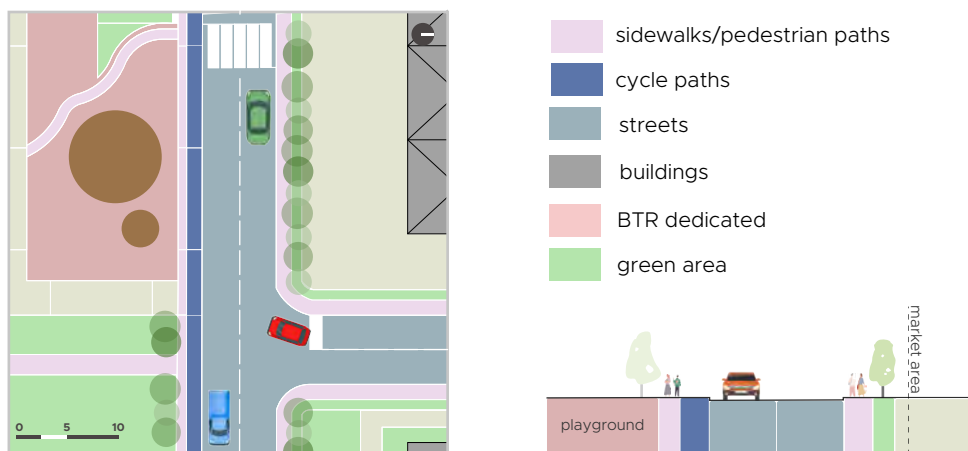 0 5 10
sidewalks/pedestrian paths
cycle paths
streets
buildings
BTR dedicated
green area
playground
market area